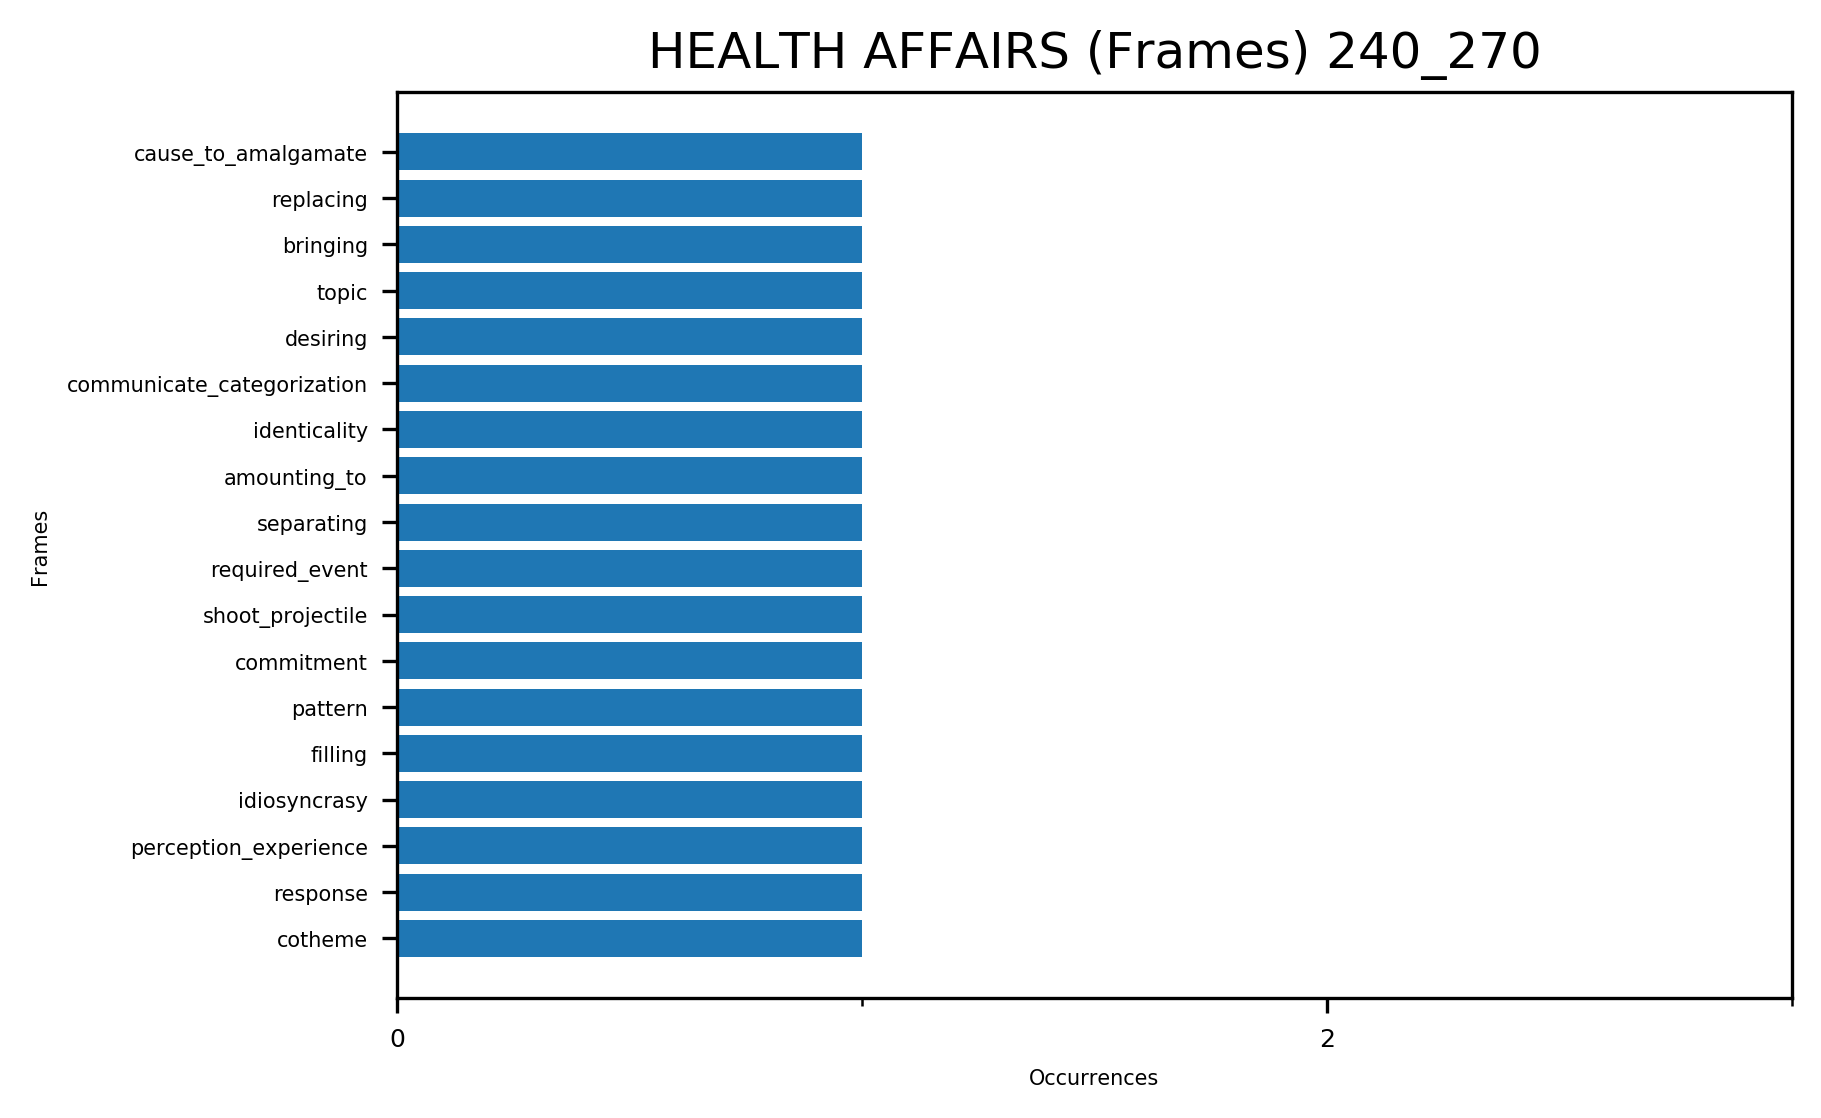 HEALTH AFFAIRS (Frames) 240_270
cause_to_amalgamate
replacing
bringing
topic
desiring
communicate_categorization
identicality
amounting_to
separating
required_event
shoot_projectile
commitment
pattern
filling
idiosyncrasy
perception_experience
response
cotheme
Frames
0
2
Occurrences